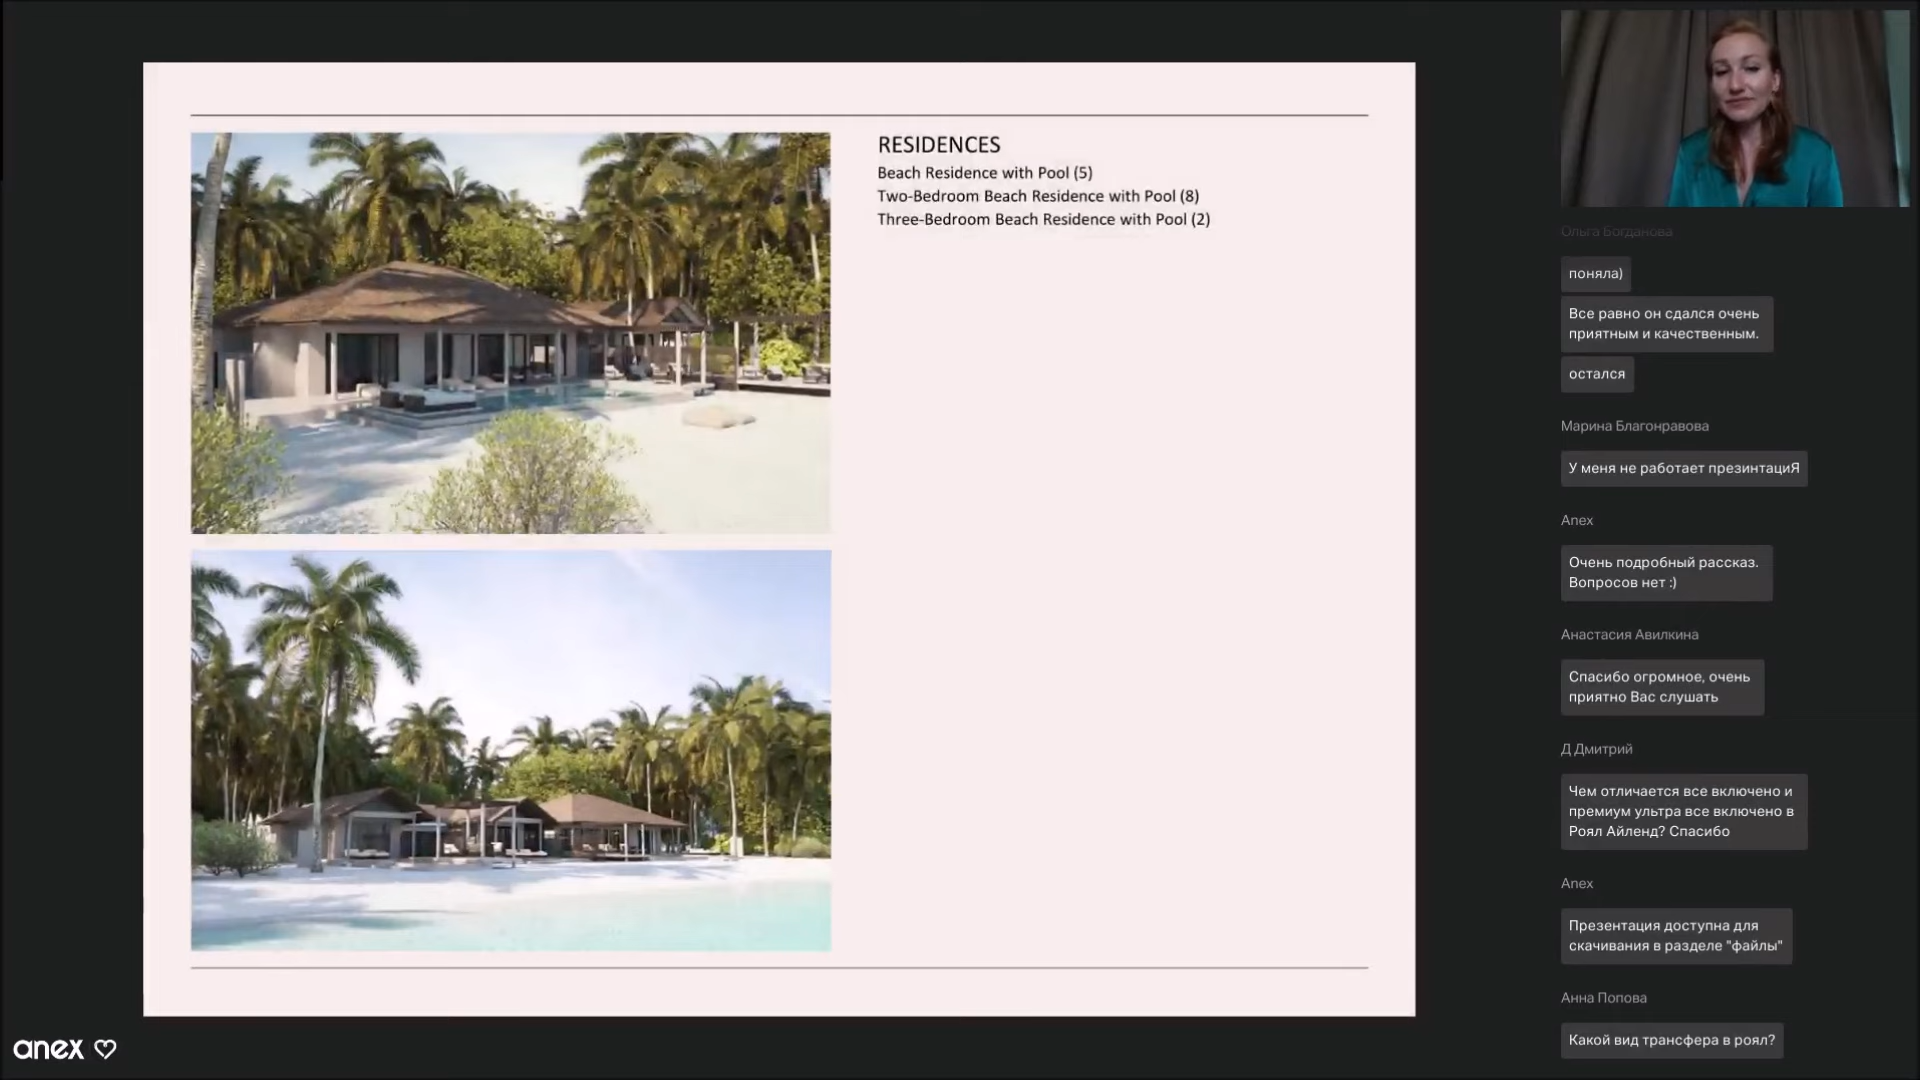 RESIDENCES
Beach Residence with Pool (5)
Two-Bedroom Beach Residence with Pool (8)
Three-Bedroom Beach Residence with Pool (2)
Ольга Богданова
поняла)
Все равно он сдался очень
приятным и качественным.
остался
Марина Благонравова
У меня не работает презинтациЯ
Anex
Очень подробный рассказ.
Вопросов нет :)
Анастасия Авилкина
Спасибо огромное, очень
приятно Вас слушать
Д Дмитрий
Чем отличается все включено и
премиум ультра все включено в
Роял Айленд? Спасибо
Anex
Презентация доступна для
скачивания в разделе "файлы"
Анна Попова
Какой вид трансфера в роял?
anex